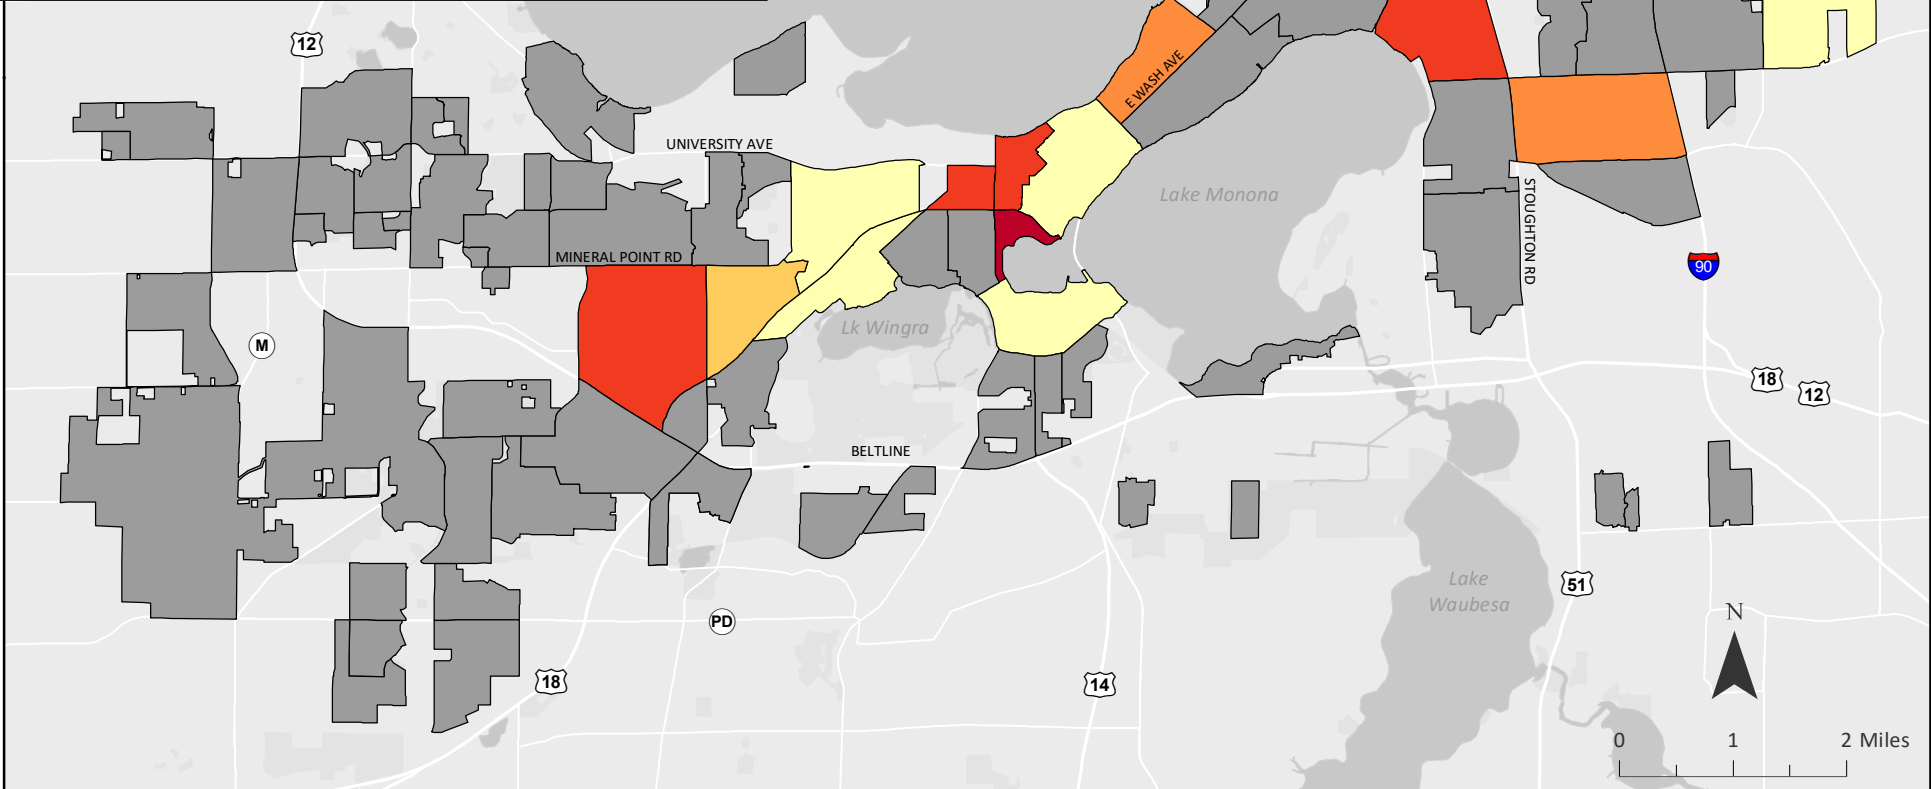 12
E WASH AVE
UNIVERSITY AVE
Lake Monona
STOUGHTON RD
MINERAL POINT RD
90
Lk Wingra
M
18
12
BELTLINE
Lake
Waubesa
51
N
PD
18
14
0 1 2 Miles